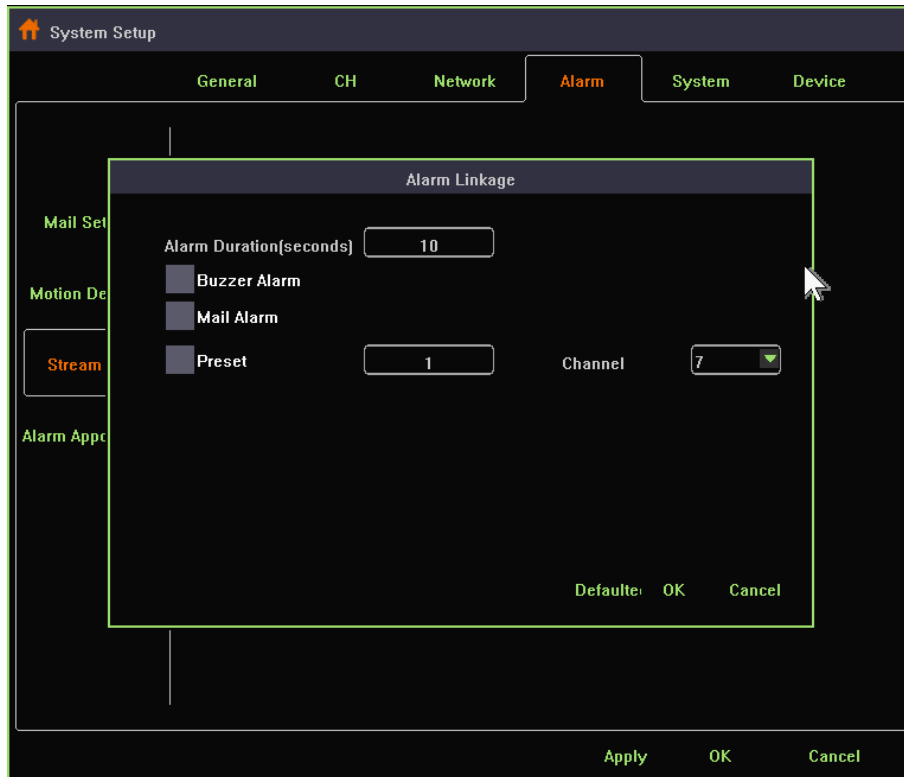 System Setup
General CH Network Alarm System Device
Alarm Linkage
Mail Set
Alarm Duration(seconds) 10
Buzzer Alarm
Motion De
Mail Alarm
Stream
Preset 1 Channel 7
Alarm Appo
Defaulte OK Cancel
Apply OK Cancel